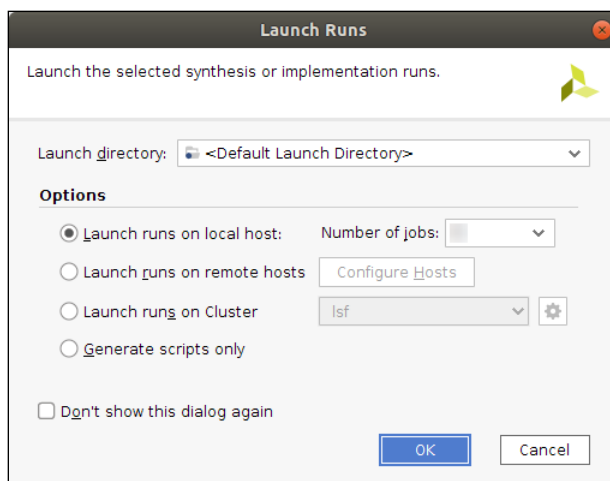 Launch Runs
Launch the selected synthesis or implementation runs.
Launch directory: <Default Launch Directory>
Options
Launch runs on local host: Number of jobs:
Launch runs on remote hosts Configure Hosts
Launch runs on Cluster lsf
Generate scripts only
Don't show this dialog again
OK Cancel